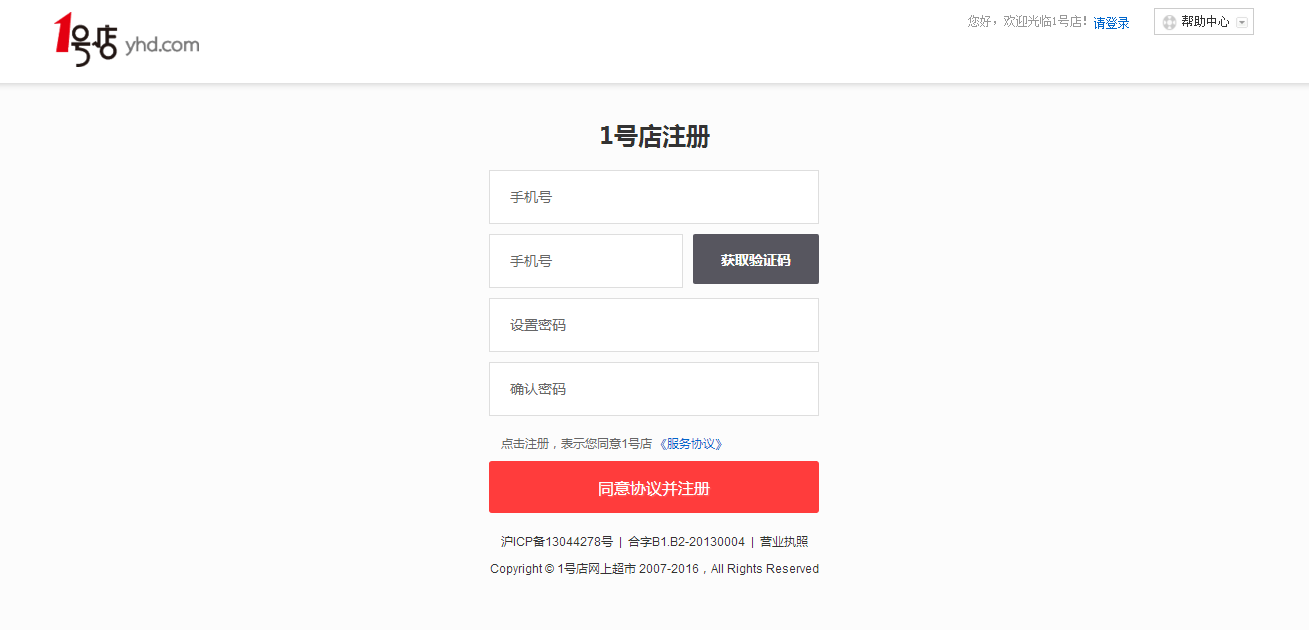 1号店 yhd.com
您好，欢迎光临1号店！ 请登录
帮助中心
1号店注册
手机号
手机号
获取验证码
设置密码
确认密码
点击注册，表示您同意1号店 《服务协议》
同意协议并注册
沪ICP备13044278号 | 合字B1.B2-20130004 | 营业执照
Copyright © 1号店网上超市 2007-2016，All Rights Reserved